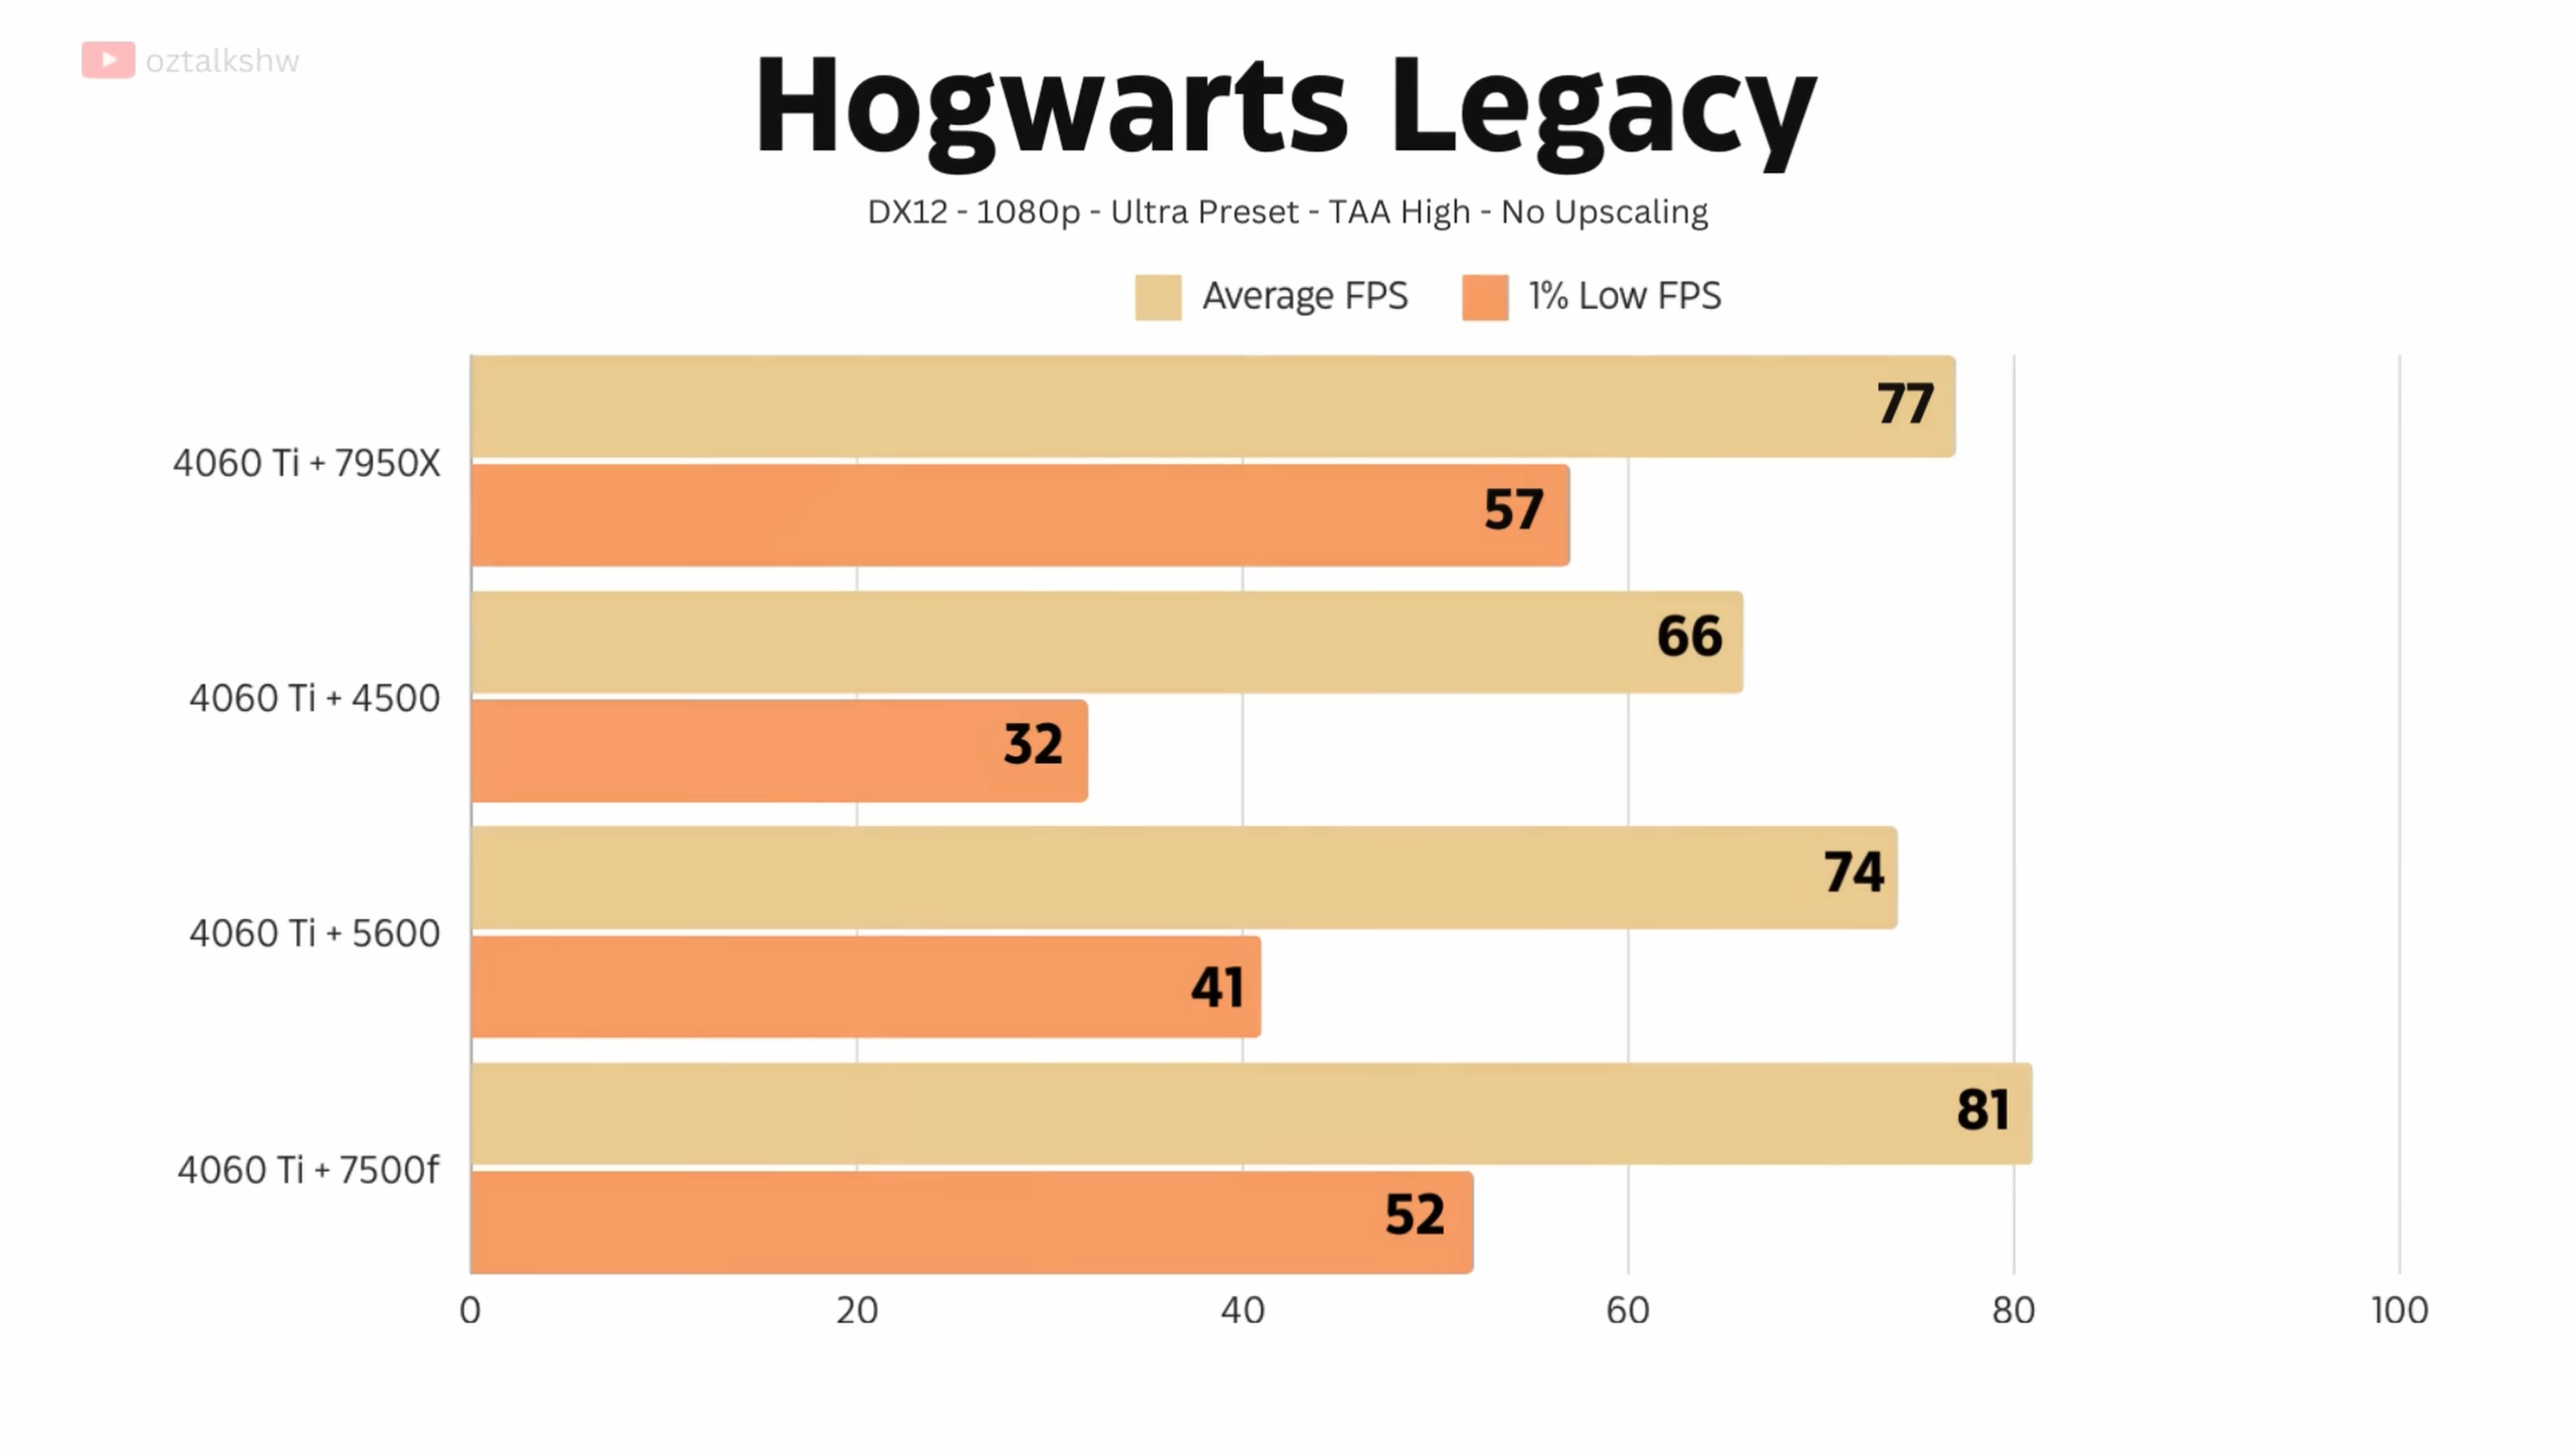 oztalkshw
Hogwarts Legacy
DX12 - 1080p - Ultra Preset - TAA High - No Upscaling
Average FPS 1% Low FPS
77
4060 Ti + 7950X
57
66
4060 Ti + 4500
32
74
4060 Ti + 5600
41
81
4060 Ti + 7500f
52
0 20 40 60 80 100